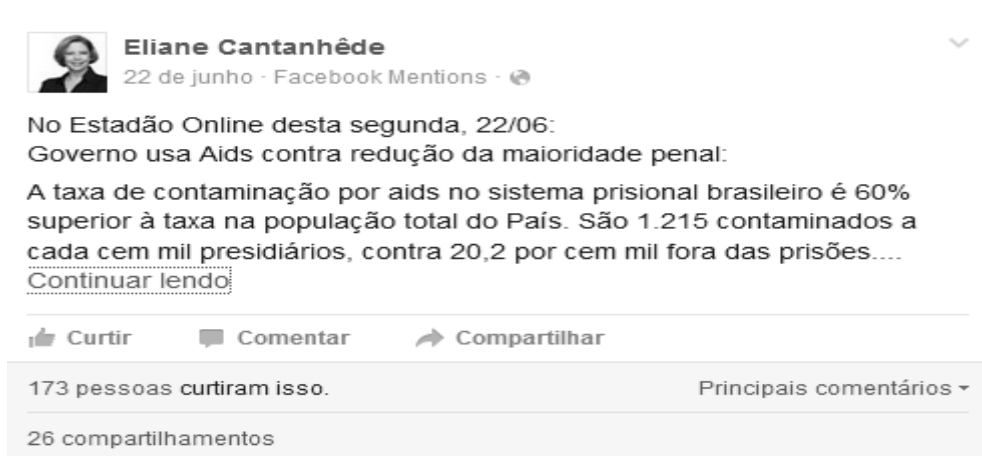 Eliane Cantanhêde
22 de junho · Facebook Mentions ·
No Estadão Online desta segunda, 22/06:
Governo usa Aids contra redução da maioridade penal:
A taxa de contaminação por aids no sistema prisional brasileiro é 60%
superior à taxa na população total do País. São 1.215 contaminados a
cada cem mil presidiários, contra 20,2 por cem mil fora das prisões....
Continuar lendo
Curtir Comentar Compartilhar
173 pessoas curtiram isso. Principais comentários
26 compartilhamentos